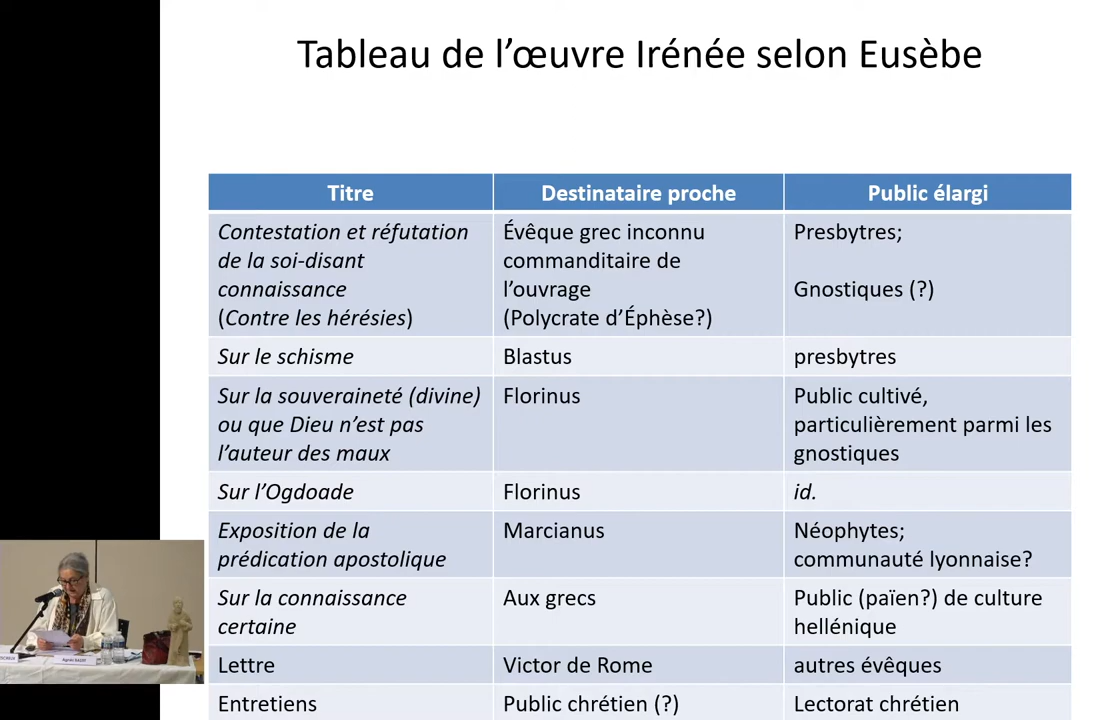 Tableau de l’œuvre Irénée selon Eusèbe
Titre
Destinataire proche
Public élargi
Contestation et réfutation
de la soi-disant
connaissance
(Contre les hérésies)
Évêque grec inconnu
commanditaire de
l’ouvrage
(Polycrate d’Éphèse?)
Presbytres;
Gnostiques (?)
Sur le schisme
Blastus
presbytres
Sur la souveraineté (divine)
ou que Dieu n’est pas
l’auteur des maux
Florinus
Public cultivé,
particulièrement parmi les
gnostiques
Sur l’Ogdoade
Florinus
id.
Exposition de la
prédication apostolique
Marcianus
Néophytes;
communauté lyonnaise?
Sur la connaissance
certaine
Aux grecs
Public (païen?) de culture
hellénique
Lettre
Victor de Rome
autres évêques
Entretiens
Public chrétien (?)
Lectorat chrétien